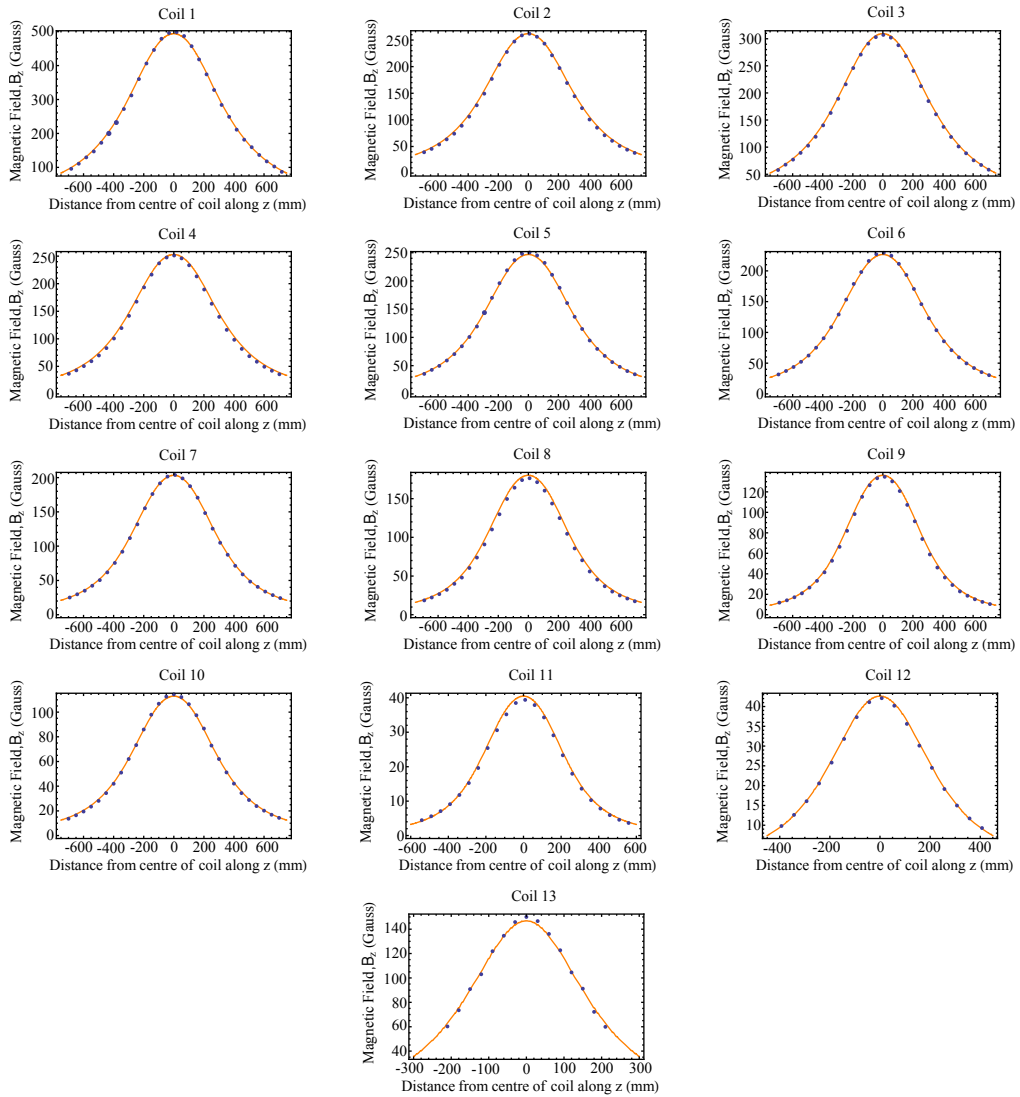 Coil 1
Magnetic Field,B_z (Gauss)
500
400
300
200
100
-600 -400 -200 0 200 400 600
Distance from centre of coil along z (mm)
Coil 2
Magnetic Field,B_z (Gauss)
250
200
150
100
50
0
-600 -400 -200 0 200 400 600
Distance from centre of coil along z (mm)
Coil 3
Magnetic Field,B_z (Gauss)
300
250
200
150
100
50
-600 -400 -200 0 200 400 600
Distance from centre of coil along z (mm)
Coil 4
Magnetic Field,B_z (Gauss)
250
200
150
100
50
0
-600 -400 -200 0 200 400 600
Distance from centre of coil along z (mm)
Coil 5
Magnetic Field,B_z (Gauss)
250
200
150
100
50
0
-600 -400 -200 0 200 400 600
Distance from centre of coil along z (mm)
Coil 6
Magnetic Field,B_z (Gauss)
200
150
100
50
0
-600 -400 -200 0 200 400 600
Distance from centre of coil along z (mm)
Coil 7
Magnetic Field,B_z (Gauss)
200
150
100
50
0
-600 -400 -200 0 200 400 600
Distance from centre of coil along z (mm)
Coil 8
Magnetic Field,B_z (Gauss)
150
100
50
0
-600 -400 -200 0 200 400 600
Distance from centre of coil along z (mm)
Coil 9
Magnetic Field,B_z (Gauss)
120
100
80
60
40
20
0
-600 -400 -200 0 200 400 600
Distance from centre of coil along z (mm)
Coil 10
Magnetic Field,B_z (Gauss)
100
80
60
40
20
0
-600 -400 -200 0 200 400 600
Distance from centre of coil along z (mm)
Coil 11
Magnetic Field,B_z (Gauss)
40
30
20
10
0
-600 -400 -200 0 200 400 600
Distance from centre of coil along z (mm)
Coil 12
Magnetic Field,B_z (Gauss)
40
35
30
25
20
15
10
-400 -200 0 200 400
Distance from centre of coil along z (mm)
Coil 13
Magnetic Field,B_z (Gauss)
140
120
100
80
60
40
-300 -200 -100 0 100 200 300
Distance from centre of coil along z (mm)